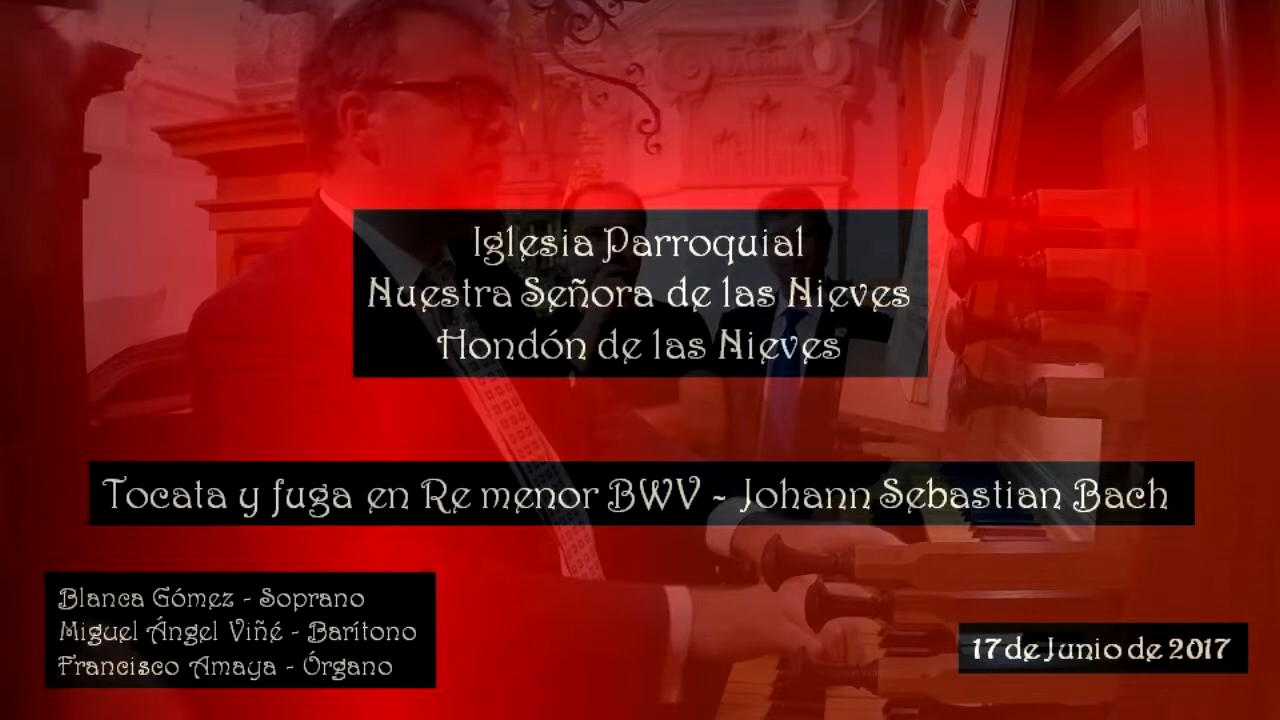 Iglesia Parroquial
Nuestra Señora de las Nieves
Hondón de las Nieves
Tocata y fuga en Re menor BWV - Johann Sebastian Bach
Blanca Gómez - Soprano
Miguel Ángel Viñé - Barítono
Francisco Amaya - Órgano
17 de Junio de 2017